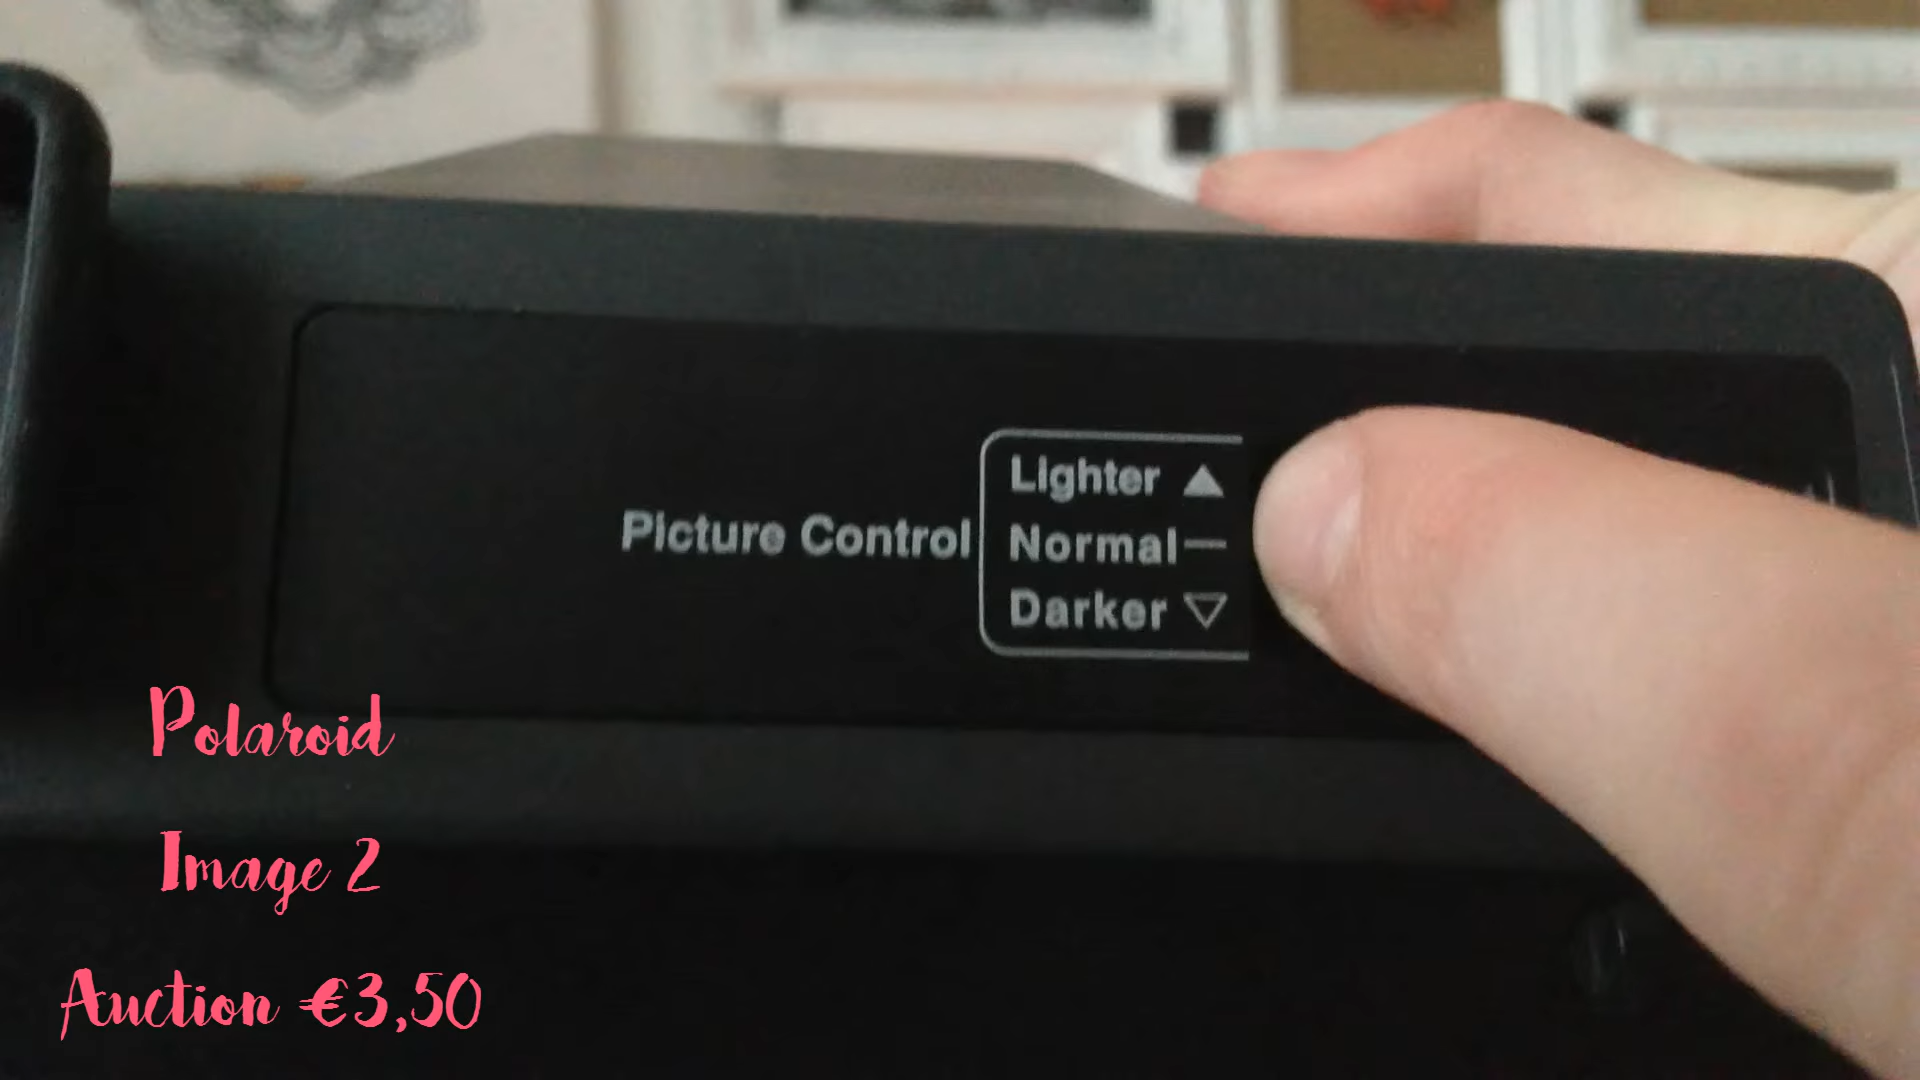 Picture Control
Lighter ▲
Normal —
Darker ▽
Polaroid
Image 2
Auction €3,50